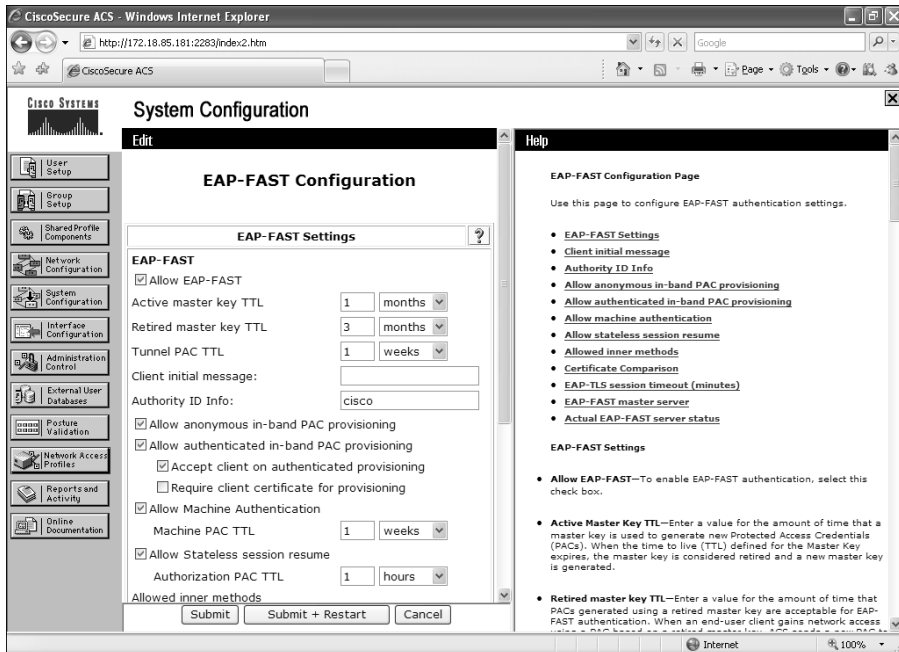 CiscoSecure ACS - Windows Internet Explorer
http://172.18.85.181:2283/index2.htm
Google
CiscoSecure ACS
Page
Tools
CISCO SYSTEMS
System Configuration
User Setup
Group Setup
Shared Profile Components
Network Configuration
System Configuration
Interface Configuration
Administration Control
External User Databases
Posture Validation
Network Access Profiles
Reports and Activity
Online Documentation
Edit
EAP-FAST Configuration
EAP-FAST Settings
?
EAP-FAST
Allow EAP-FAST
Active master key TTL 1 months
Retired master key TTL 3 months
Tunnel PAC TTL 1 weeks
Client initial message:
Authority ID Info: cisco
Allow anonymous in-band PAC provisioning
Allow authenticated in-band PAC provisioning
Accept client on authenticated provisioning
Require client certificate for provisioning
Allow Machine Authentication
Machine PAC TTL 1 weeks
Allow Stateless session resume
Authorization PAC TTL 1 hours
Allowed inner methods
Submit Submit + Restart Cancel
Help
EAP-FAST Configuration Page
Use this page to configure EAP-FAST authentication settings.
• EAP-FAST Settings
• Client initial message
• Authority ID Info
• Allow anonymous in-band PAC provisioning
• Allow authenticated in-band PAC provisioning
• Allow machine authentication
• Allow stateless session resume
• Allowed inner methods
• Certificate Comparison
• EAP-TLS session timeout (minutes)
• EAP-FAST master server
• Actual EAP-FAST server status
EAP-FAST Settings
• Allow EAP-FAST—To enable EAP-FAST authentication, select this
check box.
• Active Master Key TTL—Enter a value for the amount of time that a
master key is used to generate new Protected Access Credentials
(PACs). When the time to live (TTL) defined for the Master Key
expires, the master key is considered retired and a new master key
is generated.
• Retired master key TTL—Enter a value for the amount of time that
PACs generated using a retired master key are acceptable for EAP-
FAST authentication. When an end-user client gains network access
using a PAC based on a retired master key, ACS sends a new PAC to
Internet
100%